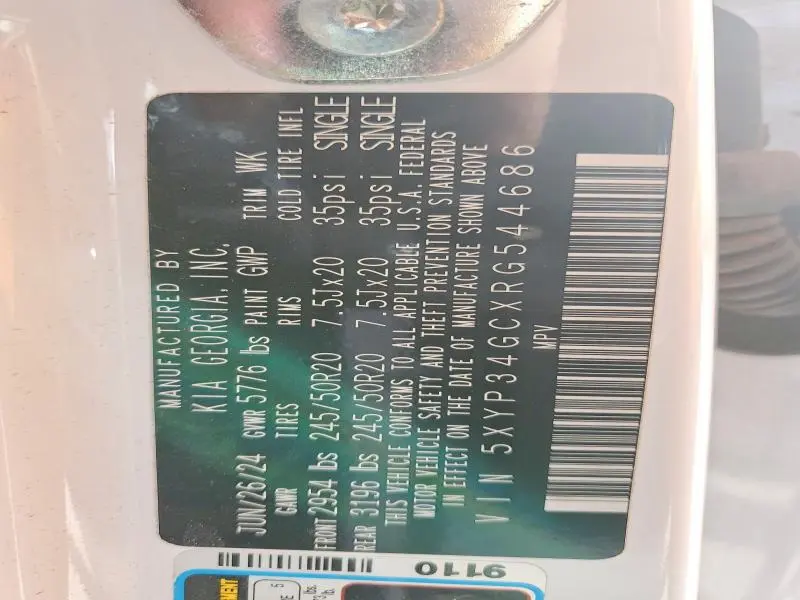 MANUFACTURED BY
KIA GEORGIA, INC.
JUN/26/24 GVWR 5776 lbs PAINT GWP TRIM WK
GAWR TIRES RIMS COLD TIRE INFL
FRONT 2954 lbs 245/50R20 7.5Jx20 35psi SINGLE
REAR 3196 lbs 245/50R20 7.5Jx20 35psi SINGLE
THIS VEHICLE CONFORMS TO ALL APPLICABLE U.S.A. FEDERAL
MOTOR VEHICLE SAFETY AND THEFT PREVENTION STANDARDS
IN EFFECT ON THE DATE OF MANUFACTURE SHOWN ABOVE
VIN 5XYP34GCXRG544686
MPV
9110